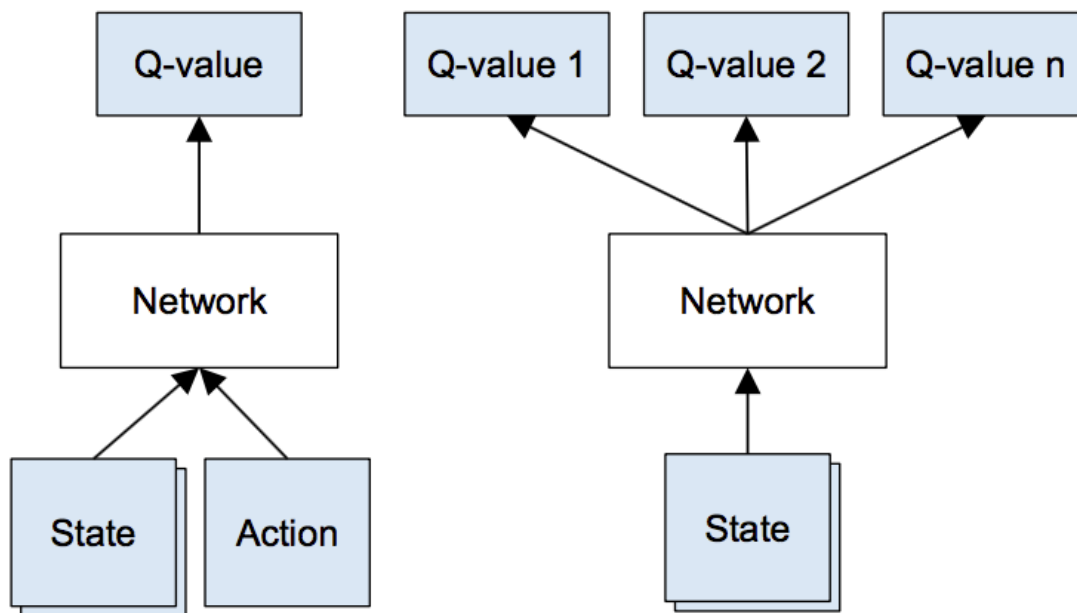 Q-value
Q-value 1
Q-value 2
Q-value n
Network
Network
State
Action
State